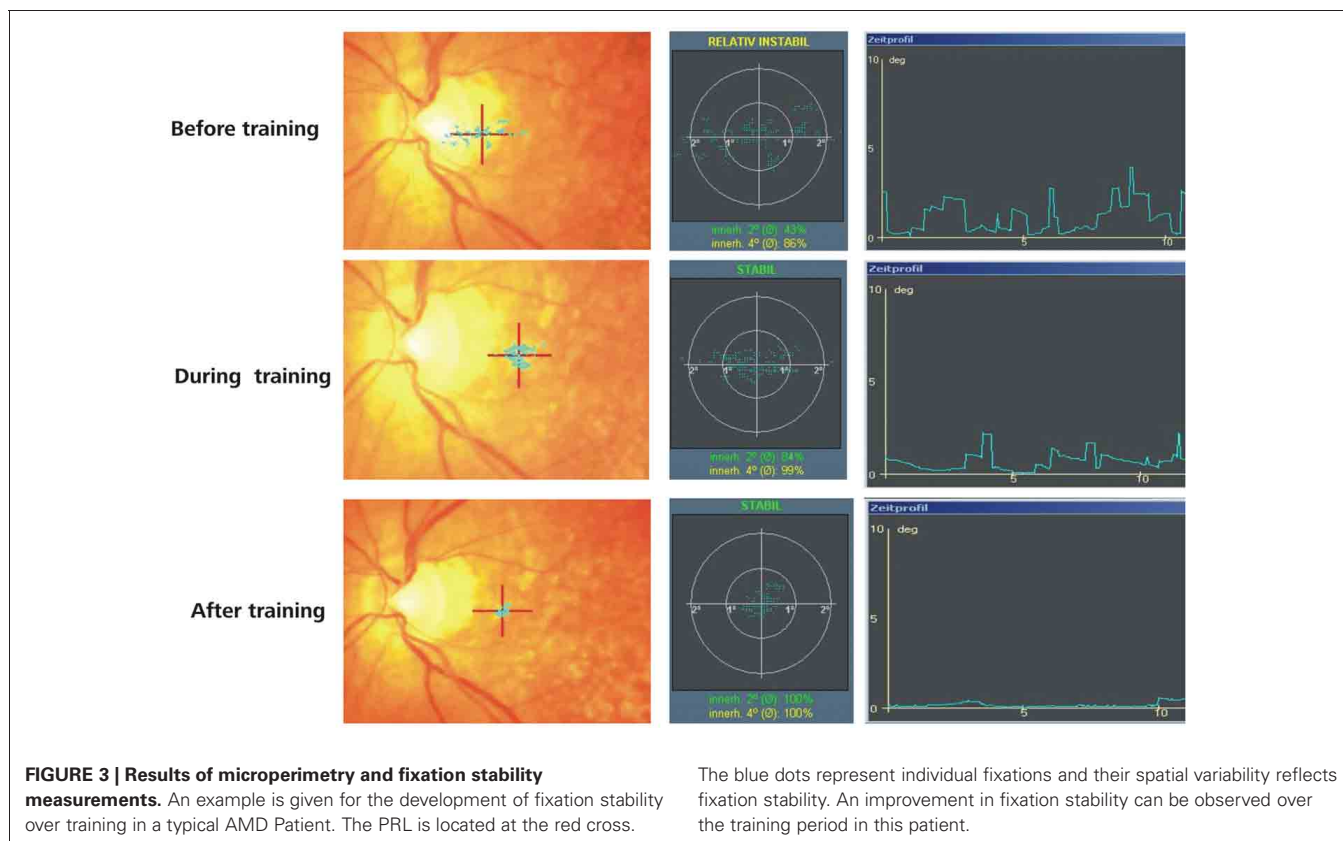 Before training
RELATIV INSTABIL
2° 1° 1° 2°
innerh. 2° (Ø): 43%
innerh. 4° (Ø): 86%
Zeitprofil
10 deg
5
0
5 10
During training
STABIL
2° 1° 1° 2°
innerh. 2° (Ø): 84%
innerh. 4° (Ø): 99%
Zeitprofil
10 deg
5
0
5 10
After training
STABIL
2° 1° 1° 2°
innerh. 2° (Ø): 100%
innerh. 4° (Ø): 100%
Zeitprofil
10 deg
5
0
5 10
FIGURE 3 | Results of microperimetry and fixation stability
measurements. An example is given for the development of fixation stability
over training in a typical AMD Patient. The PRL is located at the red cross.
The blue dots represent individual fixations and their spatial variability reflects
fixation stability. An improvement in fixation stability can be observed over
the training period in this patient.